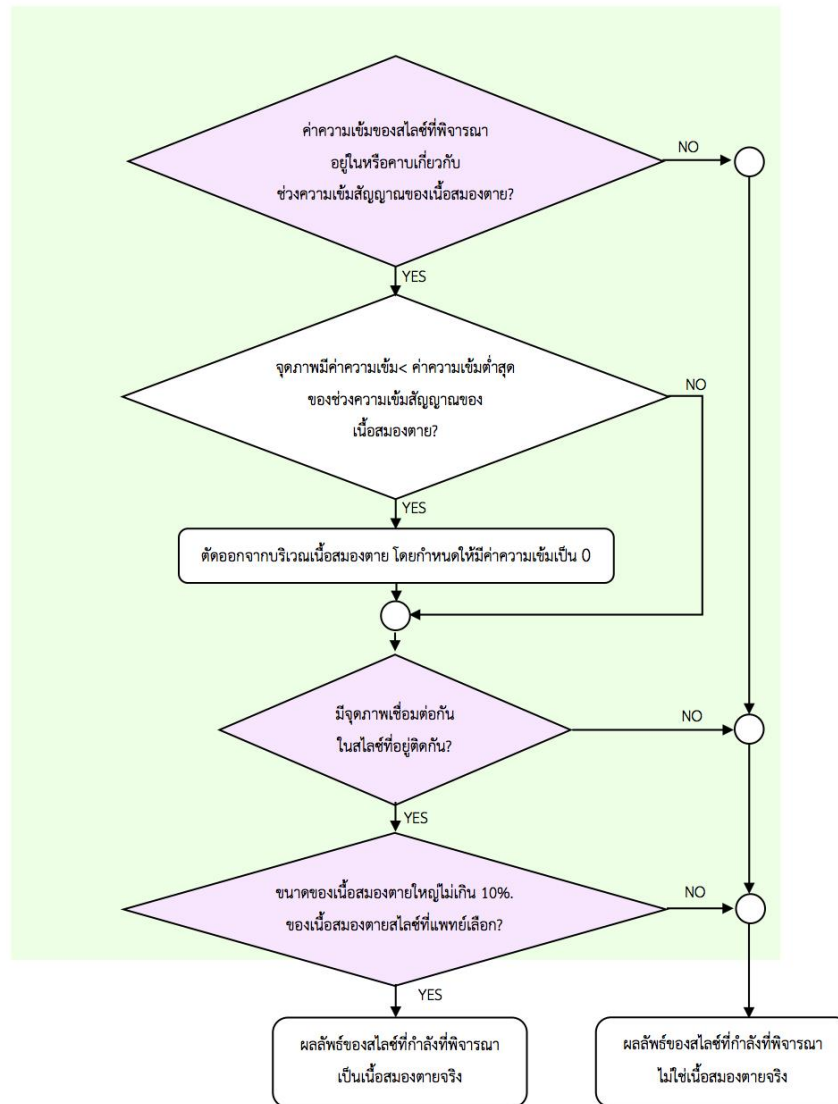 ค่าความเข้มของสไลซ์ที่พิจารณา
อยู่ในหรือคาบเกี่ยวกับ
ช่วงความเข้มสัญญาณของเนื้อสมองตาย?
NO
YES
จุดภาพมีค่าความเข้ม< ค่าความเข้มต่ำสุด
ของช่วงความเข้มสัญญาณของ
เนื้อสมองตาย?
NO
YES
ตัดออกจากบริเวณเนื้อสมองตาย โดยกำหนดให้มีค่าความเข้มเป็น 0
มีจุดภาพเชื่อมต่อกัน
ในสไลซ์ที่อยู่ติดกัน?
NO
YES
ขนาดของเนื้อสมองตายใหญ่ไม่เกิน 10%.
ของเนื้อสมองตายสไลซ์ที่แพทย์เลือก?
NO
YES
ผลลัพธ์ของสไลซ์ที่กำลังที่พิจารณา
เป็นเนื้อสมองตายจริง
ผลลัพธ์ของสไลซ์ที่กำลังที่พิจารณา
ไม่ใช่เนื้อสมองตายจริง